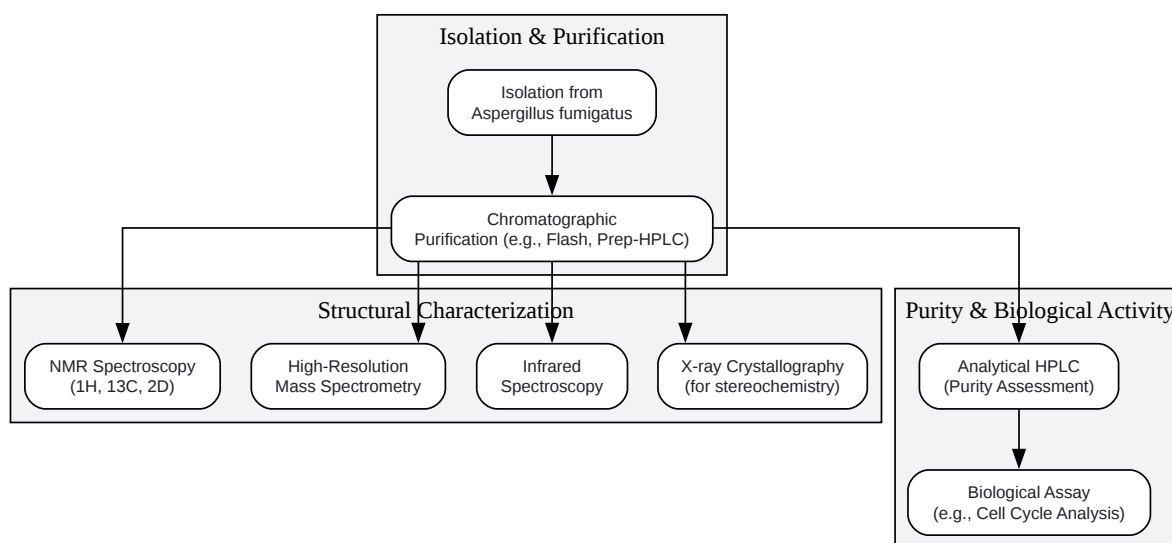 Isolation & Purification
Isolation from
Aspergillus fumigatus
Chromatographic
Purification (e.g., Flash, Prep-HPLC)
Structural Characterization
NMR Spectroscopy
(1H, 13C, 2D)
High-Resolution
Mass Spectrometry
Infrared
Spectroscopy
X-ray Crystallography
(for stereochemistry)
Purity & Biological Activity
Analytical HPLC
(Purity Assessment)
Biological Assay
(e.g., Cell Cycle Analysis)